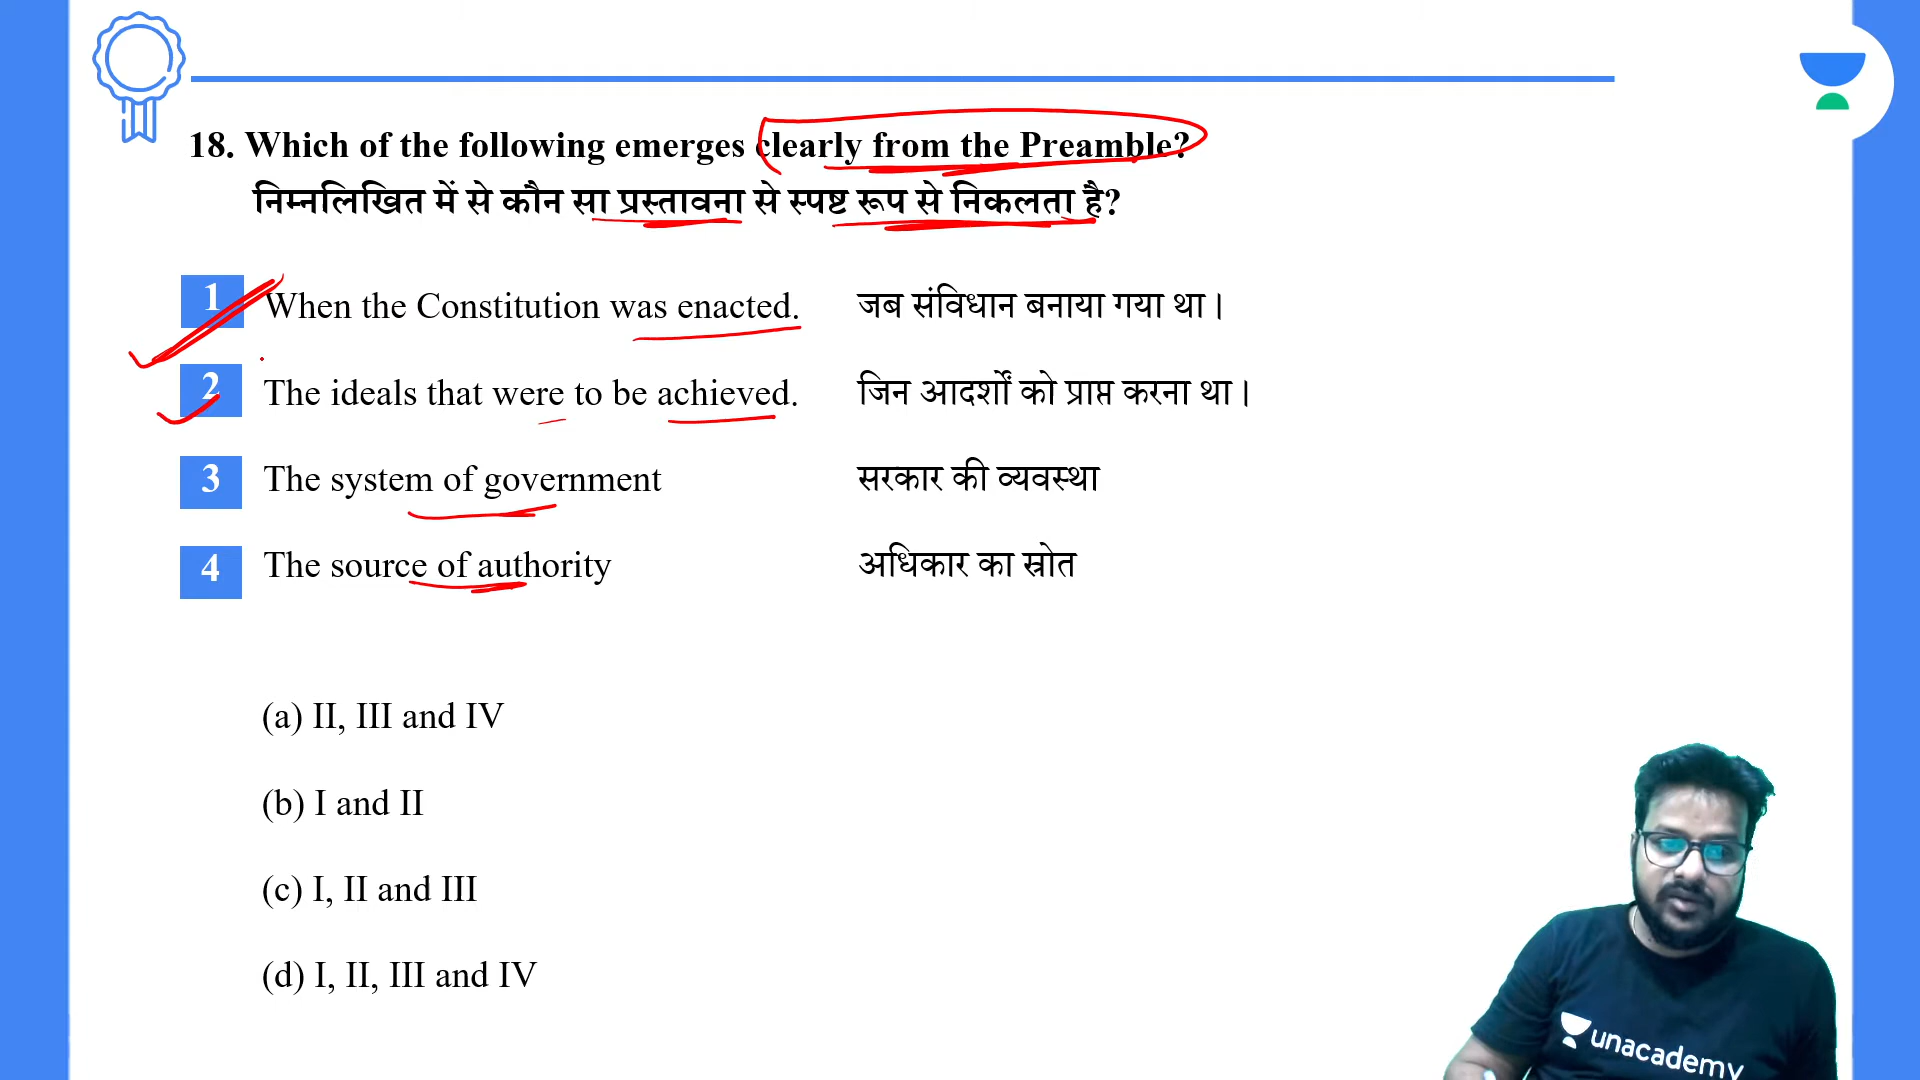 18. Which of the following emerges clearly from the Preamble?
निम्नलिखित में से कौन सा प्रस्तावना से स्पष्ट रूप से निकलता है?
1 When the Constitution was enacted. जब संविधान बनाया गया था।
2 The ideals that were to be achieved. जिन आदर्शों को प्राप्त करना था।
3 The system of government सरकार की व्यवस्था
4 The source of authority अधिकार का स्रोत
(a) II, III and IV
(b) I and II
(c) I, II and III
(d) I, II, III and IV
unacademy